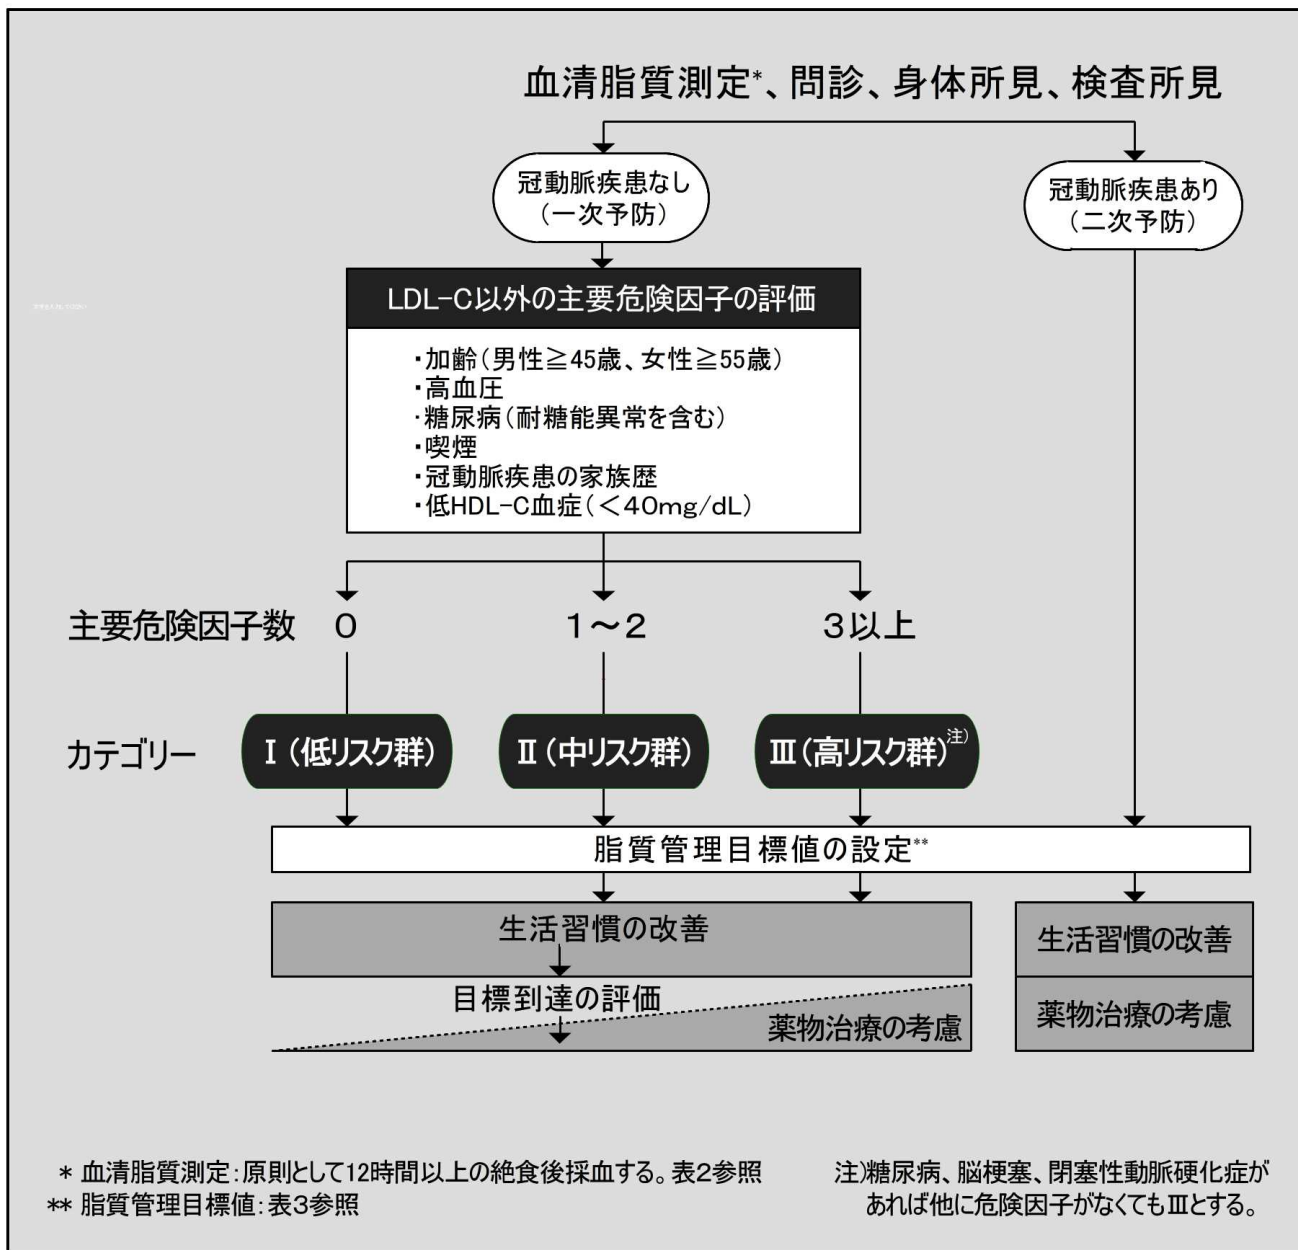 血清脂質測定*、問診、身体所見、検査所見
冠動脈疾患なし
(一次予防)
冠動脈疾患あり
(二次予防)
LDL-C以外の主要危険因子の評価
・加齢(男性≧45歳、女性≧55歳)
・高血圧
・糖尿病(耐糖能異常を含む)
・喫煙
・冠動脈疾患の家族歴
・低HDL-C血症(<40mg/dL)
主要危険因子数 0 1～2 3以上
カテゴリー Ⅰ(低リスク群) Ⅱ(中リスク群) Ⅲ(高リスク群)注)
脂質管理目標値の設定**
生活習慣の改善
目標到達の評価
薬物治療の考慮
生活習慣の改善
薬物治療の考慮
* 血清脂質測定:原則として12時間以上の絶食後採血する。表2参照
** 脂質管理目標値:表3参照
注)糖尿病、脳梗塞、閉塞性動脈硬化症が
あれば他に危険因子がなくてもⅢとする。